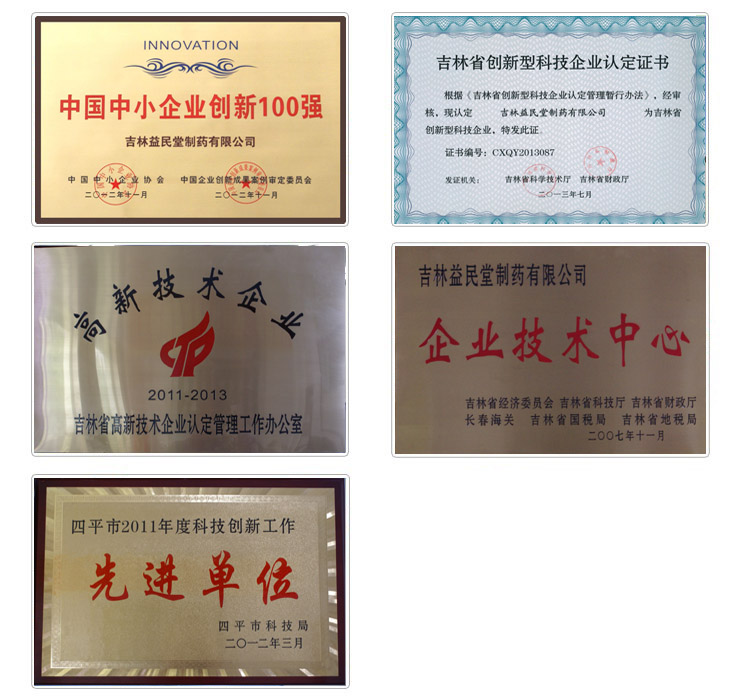 INNOVATION
中国中小企业创新100强
吉林益民堂制药有限公司
中国中小企业协会 中国企业创新成果案例审定委员会
二〇一二年十一月 二〇一二年十一月
吉林省创新型科技企业认定证书
根据《吉林省创新型科技企业认定管理暂行办法》，经审
核，现认定 吉林益民堂制药有限公司 为吉林省
创新型科技企业，特发此证。
证书编号：CXQY2013087
发证机关： 吉林省科学技术厅 吉林省财政厅
二〇一三年七月
高新技术企业
2011-2013
吉林省高新技术企业认定管理工作办公室
吉林益民堂制药有限公司
企业技术中心
吉林省经济委员会 吉林省科技厅 吉林省财政厅
长春海关 吉林省国税局 吉林省地税局
二〇〇七年十一月
四平市2011年度科技创新工作
先进单位
四平市科技局
二〇一二年三月